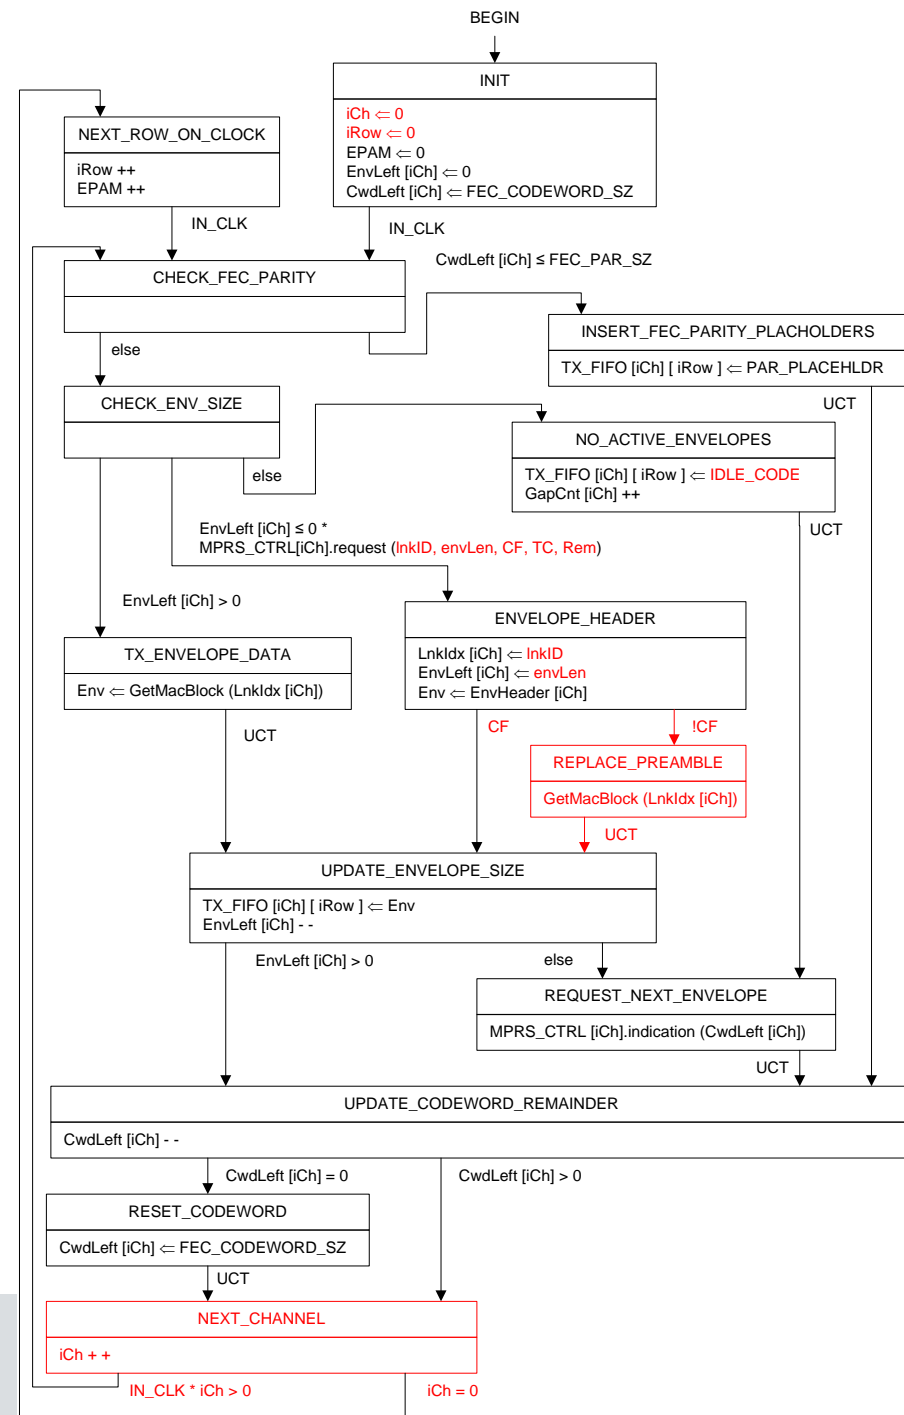 BEGIN
INIT
iCh ⇐ 0
iRow ⇐ 0
EPAM ⇐ 0
EnvLeft [iCh] ⇐ 0
CwdLeft [iCh] ⇐ FEC_CODEWORD_SZ
NEXT_ROW_ON_CLOCK
iRow ++
EPAM ++
IN_CLK
IN_CLK
CwdLeft [iCh] ≤ FEC_PAR_SZ
CHECK_FEC_PARITY
INSERT_FEC_PARITY_PLACHOLDERS
TX_FIFO [iCh] [ iRow ] ⇐ PAR_PLACEHLDR
UCT
else
CHECK_ENV_SIZE
else
NO_ACTIVE_ENVELOPES
TX_FIFO [iCh] [ iRow ] ⇐ IDLE_CODE
GapCnt [iCh] ++
UCT
EnvLeft [iCh] ≤ 0 *
MPRS_CTRL[iCh].request (lnkID, envLen, CF, TC, Rem)
EnvLeft [iCh] > 0
ENVELOPE_HEADER
LnkIdx [iCh] ⇐ lnkID
EnvLeft [iCh] ⇐ envLen
Env ⇐ EnvHeader [iCh]
TX_ENVELOPE_DATA
Env ⇐ GetMacBlock (LnkIdx [iCh])
UCT
CF
!CF
REPLACE_PREAMBLE
GetMacBlock (LnkIdx [iCh])
UCT
UPDATE_ENVELOPE_SIZE
TX_FIFO [iCh] [ iRow ] ⇐ Env
EnvLeft [iCh] - -
EnvLeft [iCh] > 0
else
REQUEST_NEXT_ENVELOPE
MPRS_CTRL [iCh].indication (CwdLeft [iCh])
UCT
UPDATE_CODEWORD_REMAINDER
CwdLeft [iCh] - -
CwdLeft [iCh] = 0
CwdLeft [iCh] > 0
RESET_CODEWORD
CwdLeft [iCh] ⇐ FEC_CODEWORD_SZ
UCT
NEXT_CHANNEL
iCh + +
IN_CLK * iCh > 0
iCh = 0